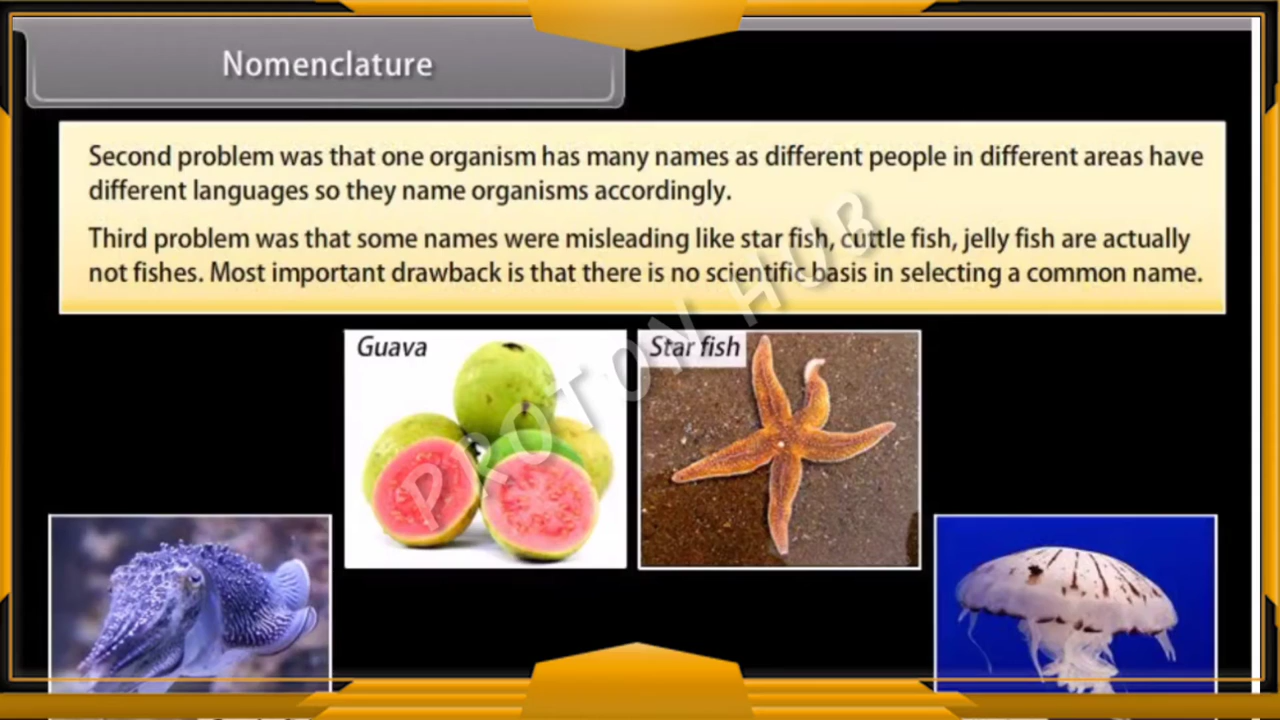 Nomenclature
Second problem was that one organism has many names as different people in different areas have
different languages so they name organisms accordingly.
Third problem was that some names were misleading like star fish, cuttle fish, jelly fish are actually
not fishes. Most important drawback is that there is no scientific basis in selecting a common name.
Guava
Star fish
PROTON HUB